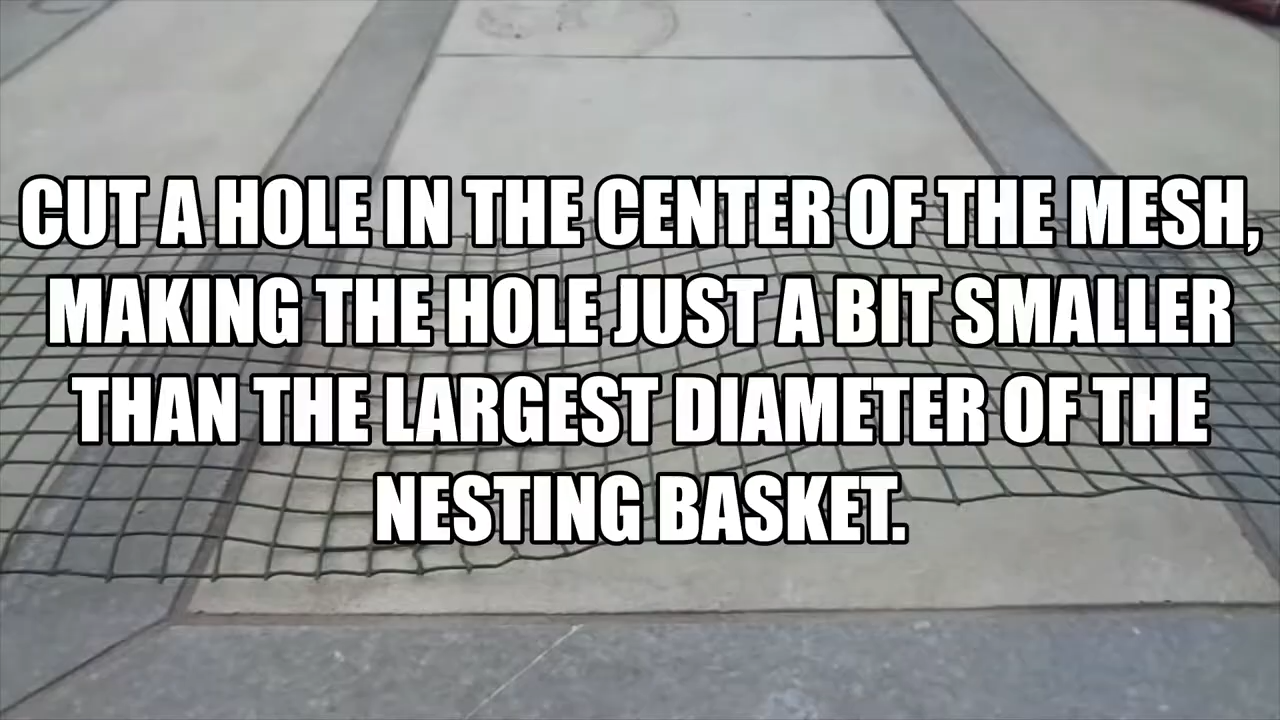 CUT A HOLE IN THE CENTER OF THE MESH,
MAKING THE HOLE JUST A BIT SMALLER
THAN THE LARGEST DIAMETER OF THE
NESTING BASKET.